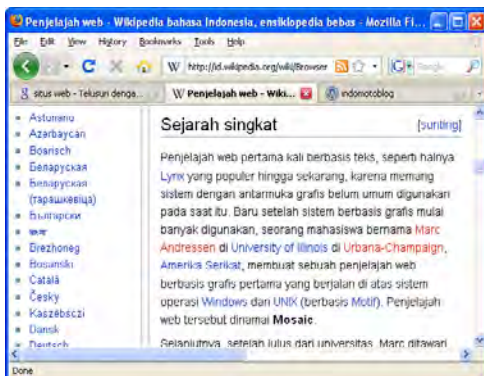 Penjelajah web - Wikipedia bahasa Indonesia, ensiklopedia bebas - Mozilla Fi...
File Edit View History Bookmarks Tools Help
W http://id.wikipedia.org/wiki/Browser
situs web - Telusuri denga... W Penjelajah web - Wiki... indomotoblog
Asturianu
Azərbaycan
Boarisch
Беларуская
Беларуская
(тарашкевіца)
Български
Brezhoneg
Bosanski
Català
Česky
Kaszëbsczi
Dansk
Deutsch
Sejarah singkat [sunting]
Penjelajah web pertama kali berbasis teks, seperti halnya
Lynx yang populer hingga sekarang, karena memang
sistem dengan antarmuka grafis belum umum digunakan
pada saat itu. Baru setelah sistem berbasis grafis mulai
banyak digunakan, seorang mahasiswa bernama Marc
Andressen di University of Illinois di Urbana-Champaign,
Amerika Serikat, membuat sebuah penjelajah web
berbasis grafis pertama yang berjalan di atas sistem
operasi Windows dan UNIX (berbasis Motif). Penjelajah
web tersebut dinamai Mosaic.
Selanjutnya, setelah lulus dari universitas, Marc ditawari
Done